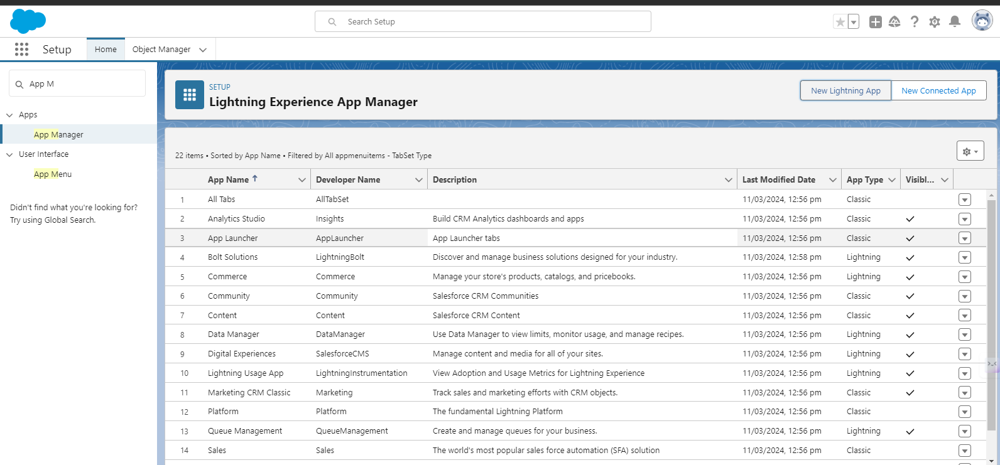 Search Setup
Setup
Home
Object Manager
App M
Apps
App Manager
User Interface
App Menu
Didn't find what you're looking for?
Try using Global Search.
SETUP
Lightning Experience App Manager
New Lightning App
New Connected App
22 items • Sorted by App Name • Filtered by All appmenuitems - TabSet Type
App Name Developer Name Description Last Modified Date App Type Visibl...
1 All Tabs AllTabSet 11/03/2024, 12:56 pm Classic
2 Analytics Studio Insights Build CRM Analytics dashboards and apps 11/03/2024, 12:56 pm Classic
3 App Launcher AppLauncher App Launcher tabs 11/03/2024, 12:56 pm Classic
4 Bolt Solutions LightningBolt Discover and manage business solutions designed for your industry. 11/03/2024, 12:58 pm Lightning
5 Commerce Commerce Manage your store's products, catalogs, and pricebooks. 11/03/2024, 12:56 pm Lightning
6 Community Community Salesforce CRM Communities 11/03/2024, 12:56 pm Classic
7 Content Content Salesforce CRM Content 11/03/2024, 12:56 pm Classic
8 Data Manager DataManager Use Data Manager to view limits, monitor usage, and manage recipes. 11/03/2024, 12:56 pm Lightning
9 Digital Experiences SalesforceCMS Manage content and media for all of your sites. 11/03/2024, 12:56 pm Lightning
10 Lightning Usage App LightningInstrumentation View Adoption and Usage Metrics for Lightning Experience 11/03/2024, 12:56 pm Lightning
11 Marketing CRM Classic Marketing Track sales and marketing efforts with CRM objects. 11/03/2024, 12:56 pm Classic
12 Platform Platform The fundamental Lightning Platform 11/03/2024, 12:56 pm Classic
13 Queue Management QueueManagement Create and manage queues for your business. 11/03/2024, 12:56 pm Lightning
14 Sales Sales The world's most popular sales force automation (SFA) solution 11/03/2024, 12:56 pm Classic